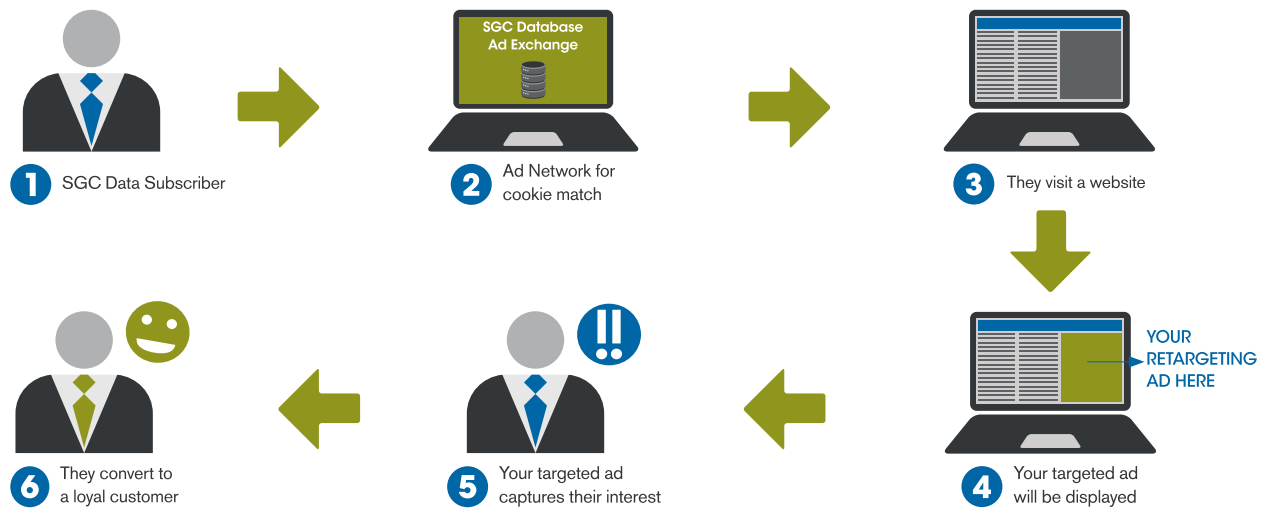 SGC Database
Ad Exchange
1 SGC Data Subscriber
2 Ad Network for
cookie match
3 They visit a website
YOUR
RETARGETING
AD HERE
4 Your targeted ad
will be displayed
!!
5 Your targeted ad
captures their interest
6 They convert to
a loyal customer